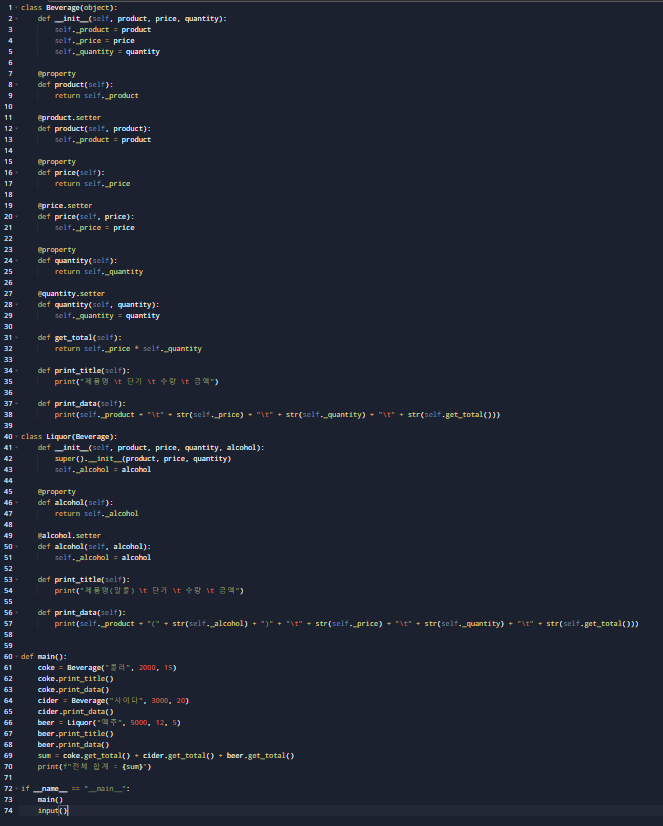 1 class Beverage(object):
2 def __init__(self, product, price, quantity):
3 self._product = product
4 self._price = price
5 self._quantity = quantity
6
7 @property
8 def product(self):
9 return self._product
10
11 @product.setter
12 def product(self, product):
13 self._product = product
14
15 @property
16 def price(self):
17 return self._price
18
19 @price.setter
20 def price(self, price):
21 self._price = price
22
23 @property
24 def quantity(self):
25 return self._quantity
26
27 @quantity.setter
28 def quantity(self, quantity):
29 self._quantity = quantity
30
31 def get_total(self):
32 return self._price * self._quantity
33
34 def print_title(self):
35 print("제품명 \t 단가 \t 수량 \t 금액")
36
37 def print_data(self):
38 print(self._product + "\t" + str(self._price) + "\t" + str(self._quantity) + "\t" + str(self.get_total()))
39
40 class Liquor(Beverage):
41 def __init__(self, product, price, quantity, alcohol):
42 super().__init__(product, price, quantity)
43 self._alcohol = alcohol
44
45 @property
46 def alcohol(self):
47 return self._alcohol
48
49 @alcohol.setter
50 def alcohol(self, alcohol):
51 self._alcohol = alcohol
52
53 def print_title(self):
54 print("제품명(알콜) \t 단가 \t 수량 \t 금액")
55
56 def print_data(self):
57 print(self._product + "(" + str(self._alcohol) + ")" + "\t" + str(self._price) + "\t" + str(self._quantity) + "\t" + str(self.get_total()))
58
59
60 def main():
61 coke = Beverage("콜라", 2000, 15)
62 coke.print_title()
63 coke.print_data()
64 cider = Beverage("사이다", 3000, 20)
65 cider.print_data()
66 beer = Liquor("맥주", 5000, 12, 5)
67 beer.print_title()
68 beer.print_data()
69 sum = coke.get_total() + cider.get_total() + beer.get_total()
70 print(f"전체 합계 = {sum}")
71
72 if __name__ == "__main__":
73 main()
74 input()